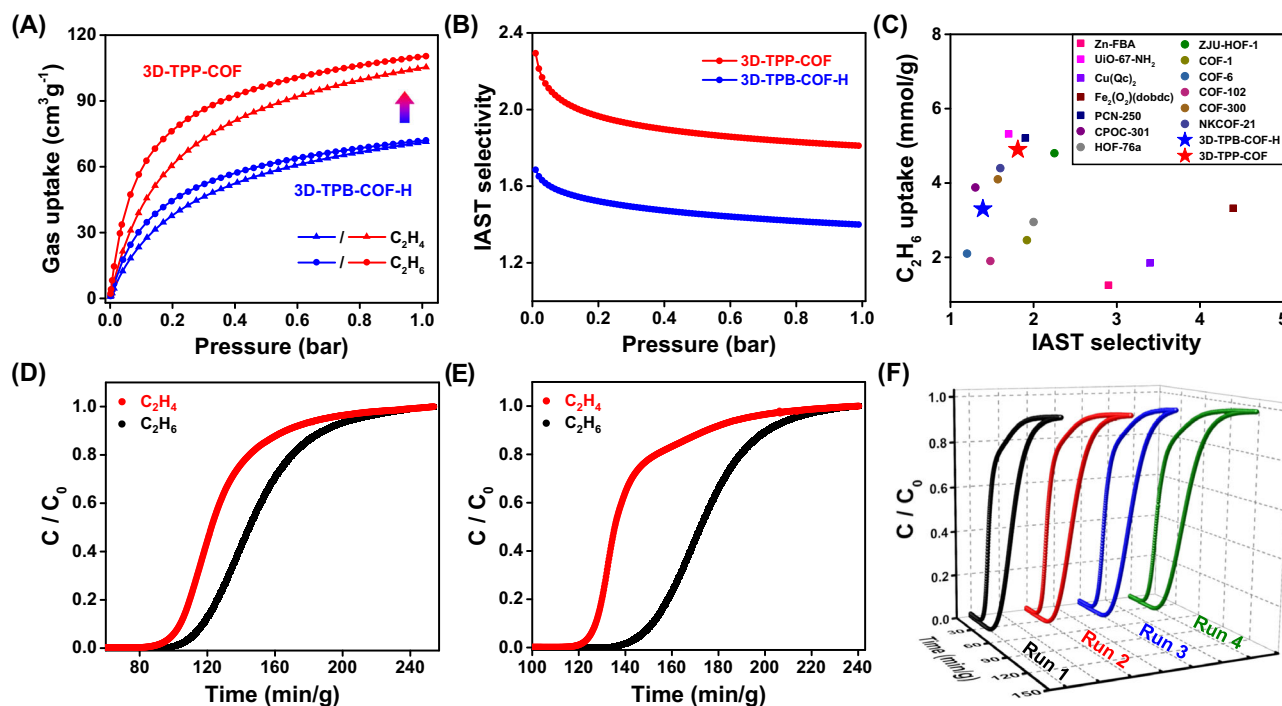 (A)
Gas uptake (cm³g⁻¹)
120
90
60
30
0
3D-TPP-COF
3D-TPB-COF-H
/ C₂H₄
/ C₂H₆
0.0 0.2 0.4 0.6 0.8 1.0
Pressure (bar)
(B)
IAST selectivity
2.4
2.0
1.6
1.2
3D-TPP-COF
3D-TPB-COF-H
0.0 0.2 0.4 0.6 0.8 1.0
Pressure (bar)
(C)
C₂H₆ uptake (mmol/g)
8
6
4
2
Zn-FBA
UiO-67-NH₂
Cu(Qc)₂
Fe₂(O₂)(dobdc)
PCN-250
CPOC-301
HOF-76a
ZJU-HOF-1
COF-1
COF-6
COF-102
COF-300
NKCOF-21
3D-TPB-COF-H
3D-TPP-COF
1 2 3 4 5
IAST selectivity
(D)
C / C₀
1.0
0.8
0.6
0.4
0.2
0.0
C₂H₄
C₂H₆
80 120 160 200 240
Time (min/g)
(E)
C / C₀
1.0
0.8
0.6
0.4
0.2
0.0
C₂H₄
C₂H₆
100 120 140 160 180 200 220 240
Time (min/g)
(F)
C / C₀
1.0
0.8
0.6
0.4
0.2
0.0
30
60
90
120
150
Time (min/g)
Run 1
Run 2
Run 3
Run 4